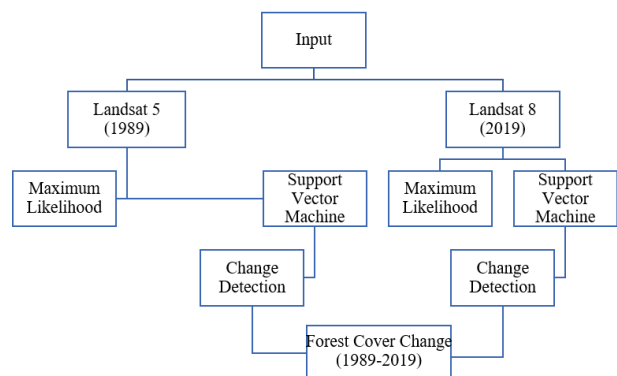 Input
Landsat 5
(1989)
Landsat 8
(2019)
Maximum
Likelihood
Support
Vector
Machine
Maximum
Likelihood
Support
Vector
Machine
Change
Detection
Change
Detection
Forest Cover Change
(1989-2019)